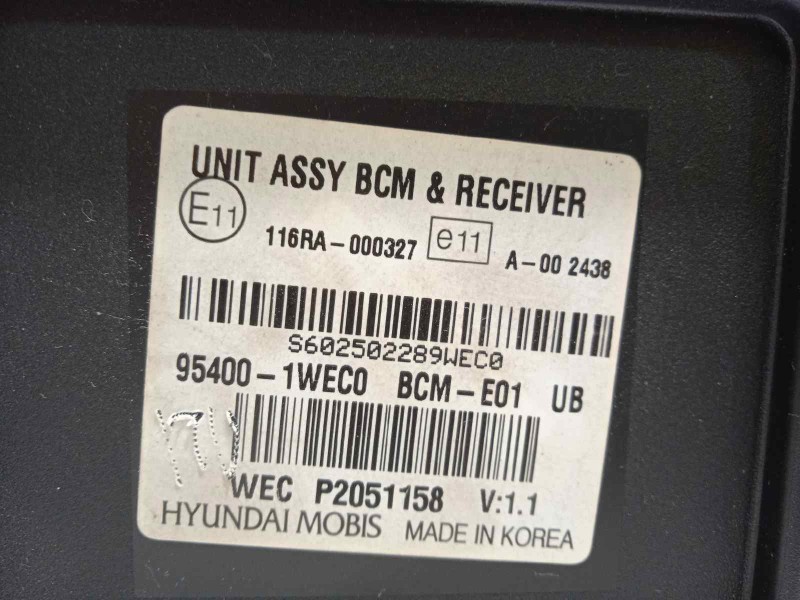 UNIT ASSY BCM & RECEIVER
E11 116RA-000327 e11 A-00 2438
S602502289WEC0
95400-1WEC0 BCM-E01 UB
WEC P2051158 V:1.1
HYUNDAI MOBIS MADE IN KOREA